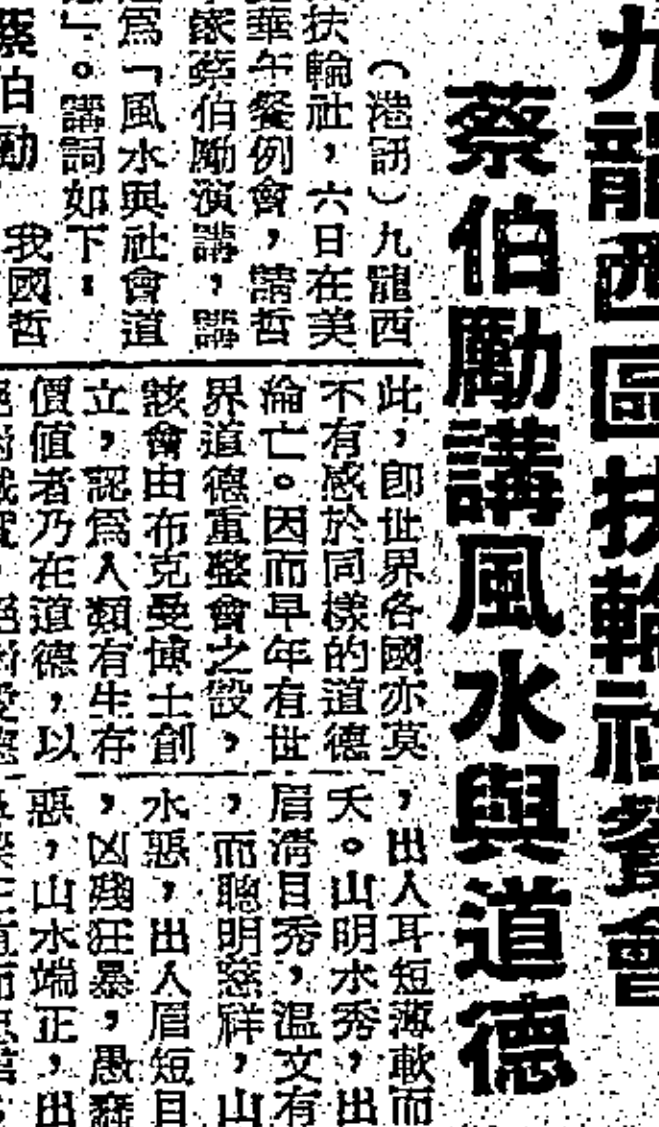 九龍西區扶輪社餐會
蔡伯勵講風水與道德
（港訊）九龍西
扶輪社，六日在美
華午餐例會，請哲
家蔡伯勵演講，講
為「風水與社會道
」。講詞如下：
蔡伯勵 我國哲
此，即世界各國亦莫
不有感於同樣的道德
淪亡。因而早年有世
界道德重整會之設，
該會由布克曼博士創
立，認為人類有生存
價值者乃在道德，以
，出人耳短薄軟而
夭。山明水秀，出
眉清目秀，溫文有
，而聰明慈祥，山
水惡，出人眉短目
，凶殘狂暴，愚蠢
惡，山水端正，出